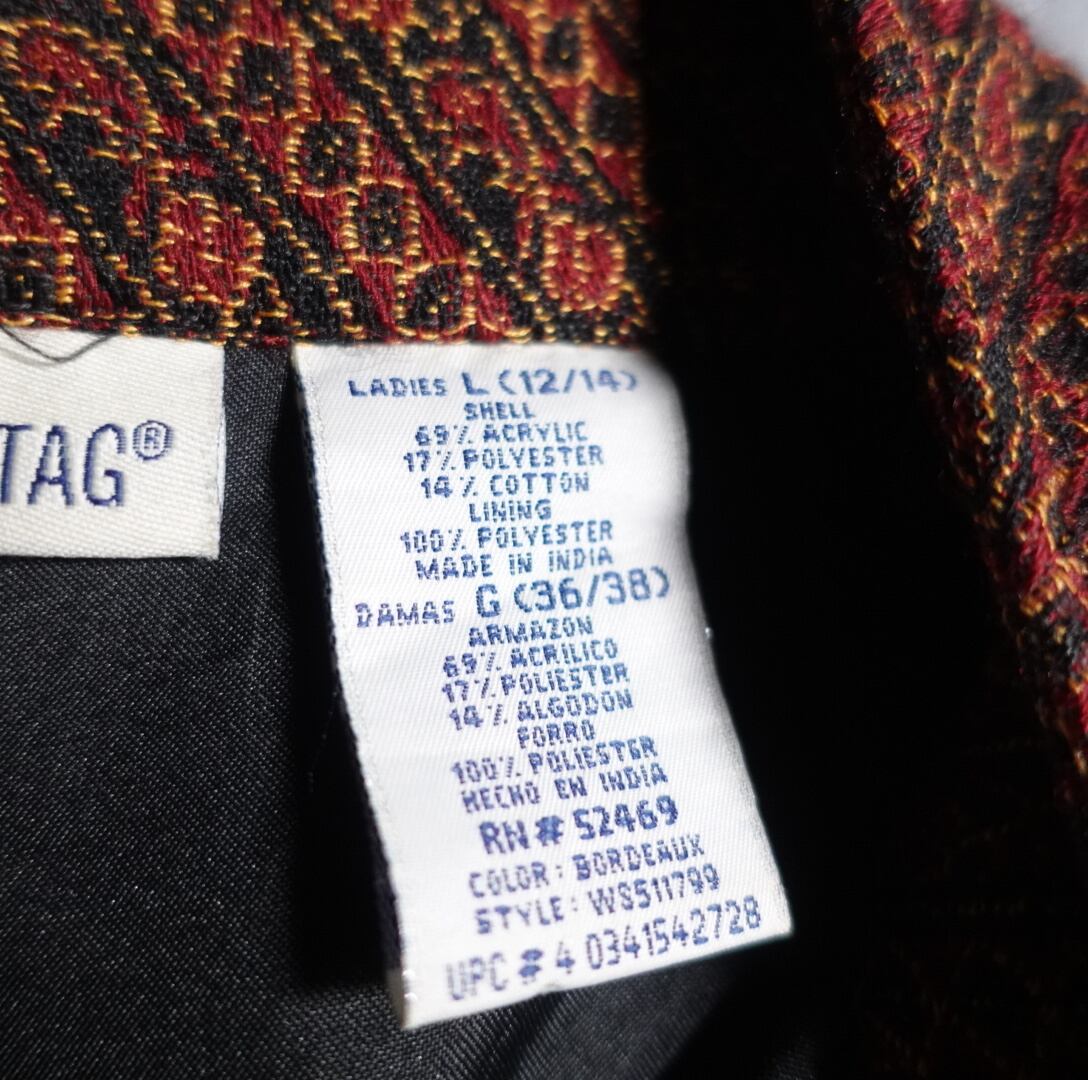 TAG®
LADIES L (12/14)
SHELL
69% ACRYLIC
17% POLYESTER
14% COTTON
LINING
100% POLYESTER
MADE IN INDIA
DAMAS G (36/38)
ARMAZON
69% ACRILICO
17% POLIESTER
14% ALGODON
FORRO
100% POLIESTER
HECHO EN INDIA
RN# 52469
COLOR: BORDEAUX
STYLE: WS511799
UPC # 4 0341542728